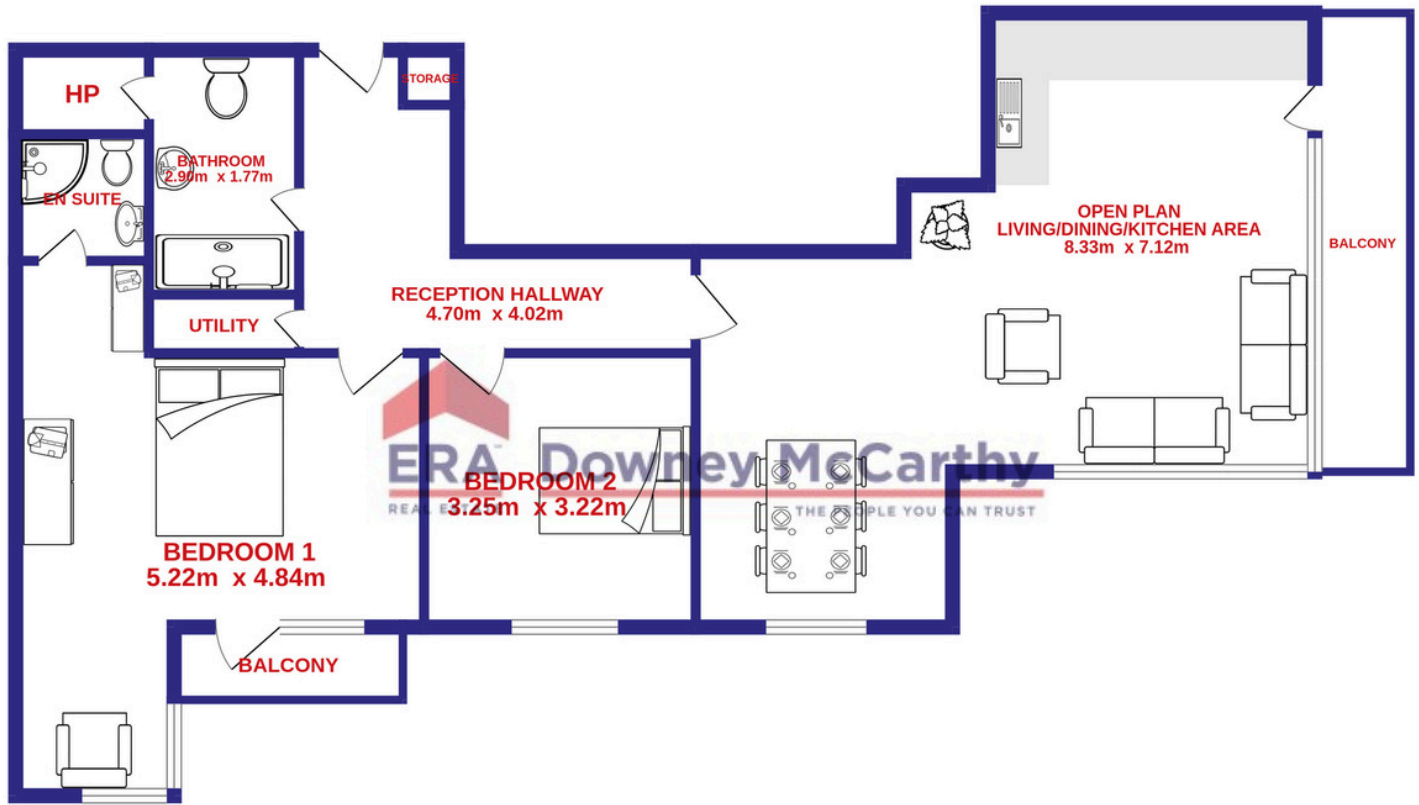 HP
STORAGE
BATHROOM
2.90m x 1.77m
EN SUITE
OPEN PLAN
LIVING/DINING/KITCHEN AREA
8.33m x 7.12m
BALCONY
RECEPTION HALLWAY
4.70m x 4.02m
UTILITY
ERA Downey McCarthy
REAL ESTATE
THE PEOPLE YOU CAN TRUST
BEDROOM 2
3.25m x 3.22m
BEDROOM 1
5.22m x 4.84m
BALCONY